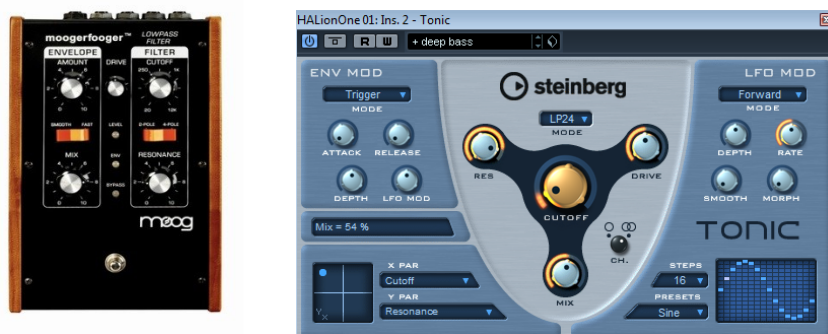 moogerfooger™
LOWPASS
FILTER
ENVELOPE
FILTER
AMOUNT
DRIVE
CUTOFF
SMOOTH
FAST
LEVEL
2-POLE
4-POLE
ENV
MIX
RESONANCE
BYPASS
moog
HALionOne 01: Ins. 2 - Tonic
R W
+ deep bass
ENV MOD
Trigger
MODE
ATTACK
RELEASE
DEPTH
LFO MOD
Mix = 54 %
steinberg
LP24
MODE
RES
DRIVE
CUTOFF
CH.
MIX
LFO MOD
Forward
MODE
DEPTH
RATE
SMOOTH
MORPH
TONIC
X PAR
Cutoff
Y PAR
Resonance
Y
X
STEPS
16
PRESETS
Sine